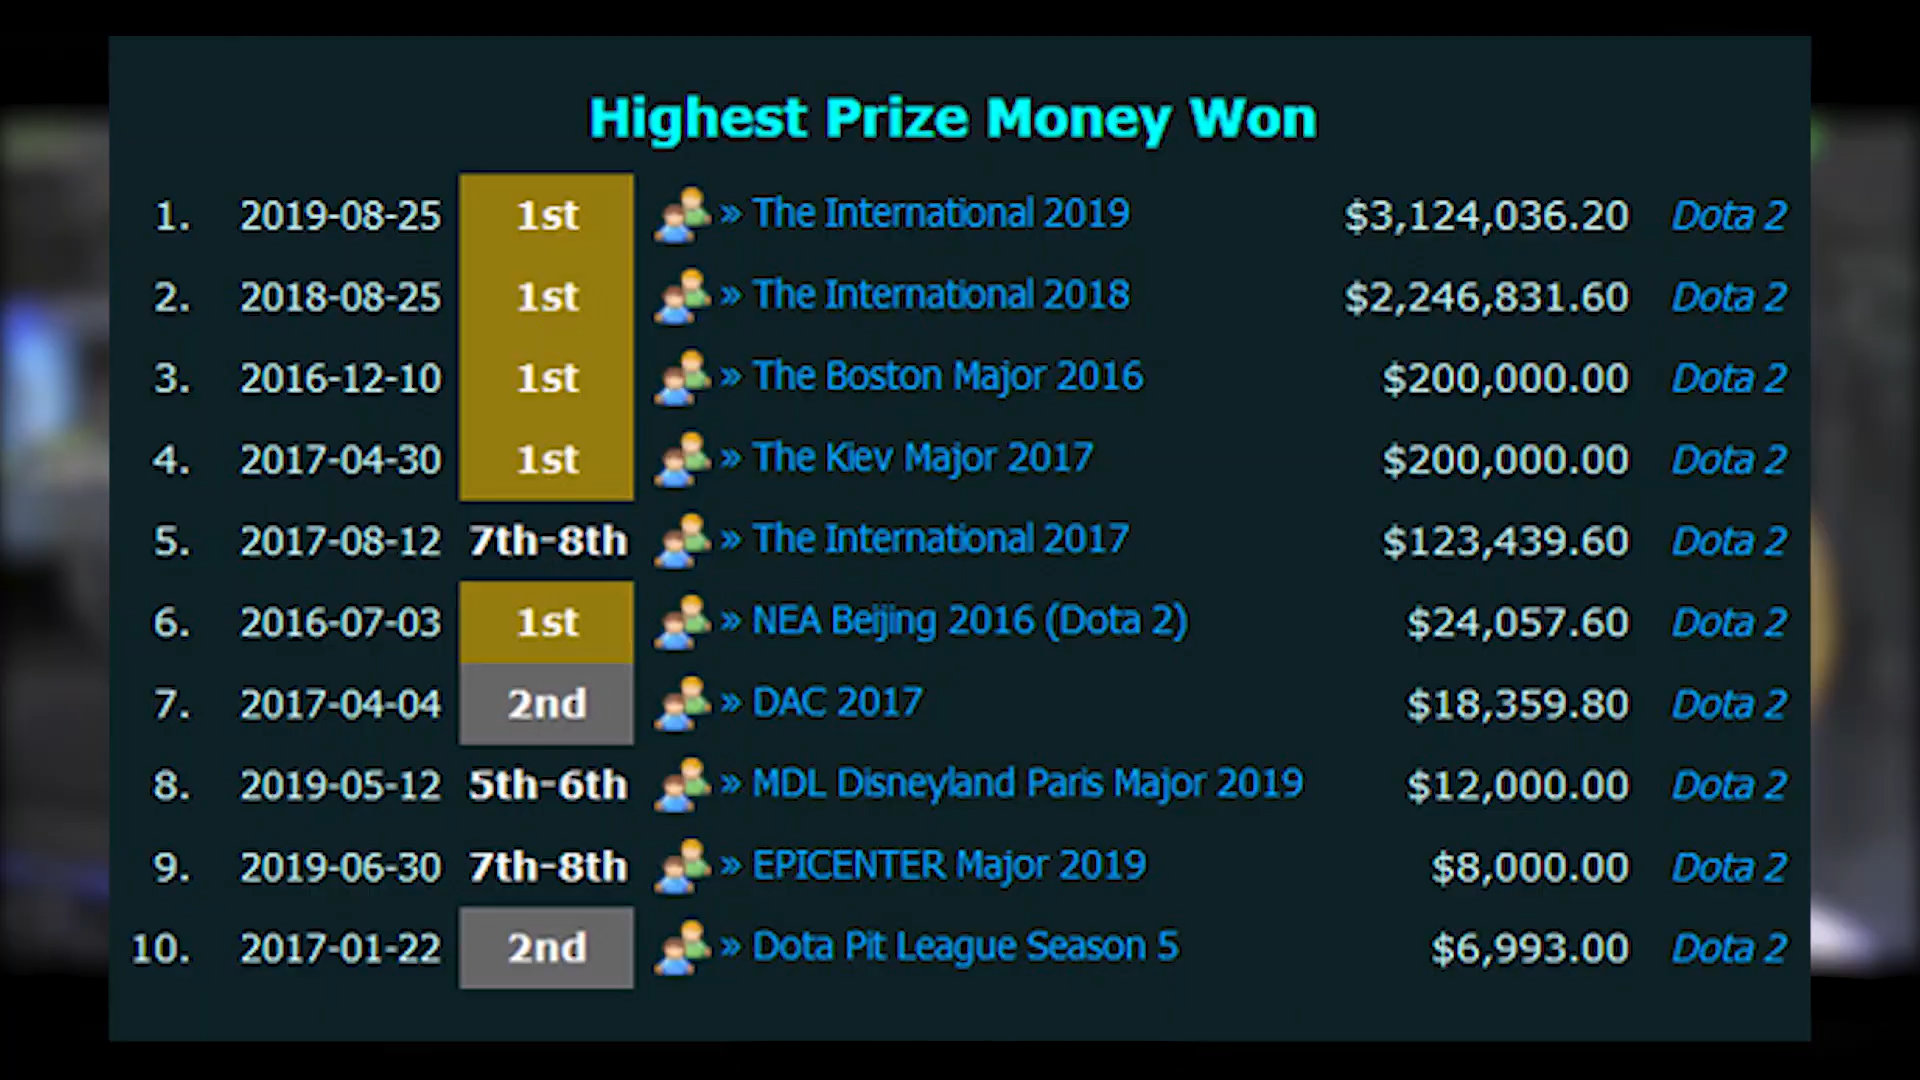 Highest Prize Money Won
1. 2019-08-25 1st » The International 2019 $3,124,036.20 Dota 2
2. 2018-08-25 1st » The International 2018 $2,246,831.60 Dota 2
3. 2016-12-10 1st » The Boston Major 2016 $200,000.00 Dota 2
4. 2017-04-30 1st » The Kiev Major 2017 $200,000.00 Dota 2
5. 2017-08-12 7th-8th » The International 2017 $123,439.60 Dota 2
6. 2016-07-03 1st » NEA Beijing 2016 (Dota 2) $24,057.60 Dota 2
7. 2017-04-04 2nd » DAC 2017 $18,359.80 Dota 2
8. 2019-05-12 5th-6th » MDL Disneyland Paris Major 2019 $12,000.00 Dota 2
9. 2019-06-30 7th-8th » EPICENTER Major 2019 $8,000.00 Dota 2
10. 2017-01-22 2nd » Dota Pit League Season 5 $6,993.00 Dota 2